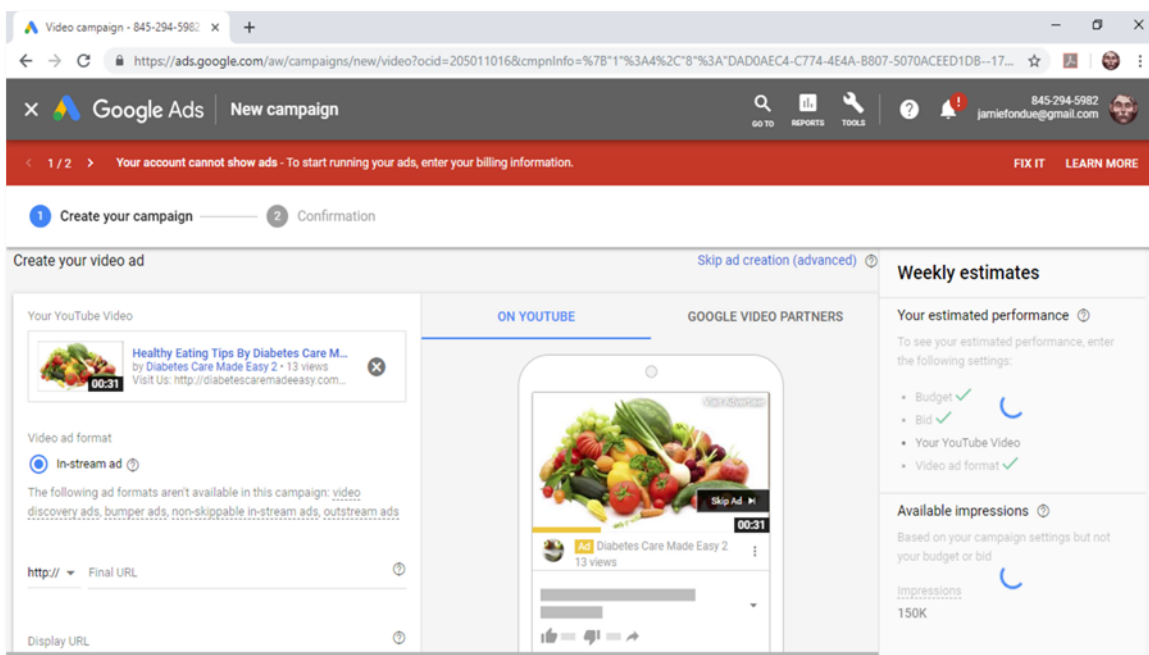 Video campaign - 845-294-5982
https://ads.google.com/aw/campaigns/new/video?ocid=205011016&cmpnInfo=%7B"1"%3A4%2C"8"%3A"DAD0AEC4-C774-4E4A-B807-5070ACEED1DB--17...
Google Ads New campaign
GO TO REPORTS TOOLS
845-294-5982
jamiefondue@gmail.com
1 / 2 Your account cannot show ads - To start running your ads, enter your billing information. FIX IT LEARN MORE
1 Create your campaign 2 Confirmation
Create your video ad
Skip ad creation (advanced)
Your YouTube Video
Healthy Eating Tips By Diabetes Care M...
by Diabetes Care Made Easy 2 • 13 views
Visit Us: http://diabetescaremadeeasy.com...
00:31
Video ad format
In-stream ad
The following ad formats aren't available in this campaign: video
discovery ads, bumper ads, non-skippable in-stream ads, outstream ads
http:// Final URL
Display URL
ON YOUTUBE GOOGLE VIDEO PARTNERS
Visit Advertiser
Skip Ad
00:31
Ad Diabetes Care Made Easy 2
13 views
Weekly estimates
Your estimated performance
To see your estimated performance, enter
the following settings:
• Budget
• Bid
• Your YouTube Video
• Video ad format
Available impressions
Based on your campaign settings but not
your budget or bid
Impressions
150K